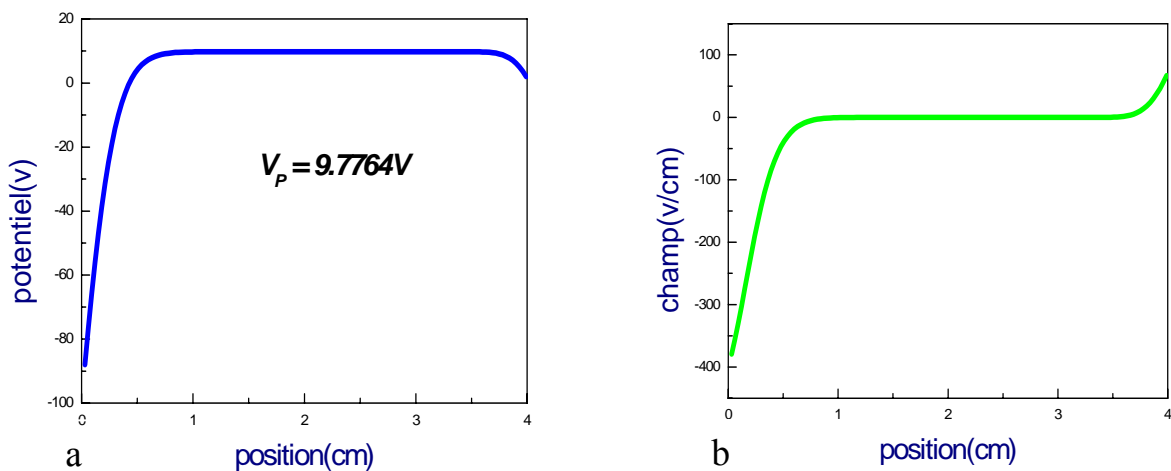 20
0
-20
-40
-60
-80
-100
0 1 2 3 4
potentiel(v)
V_P = 9.7764V
position(cm)
a
100
0
-100
-200
-300
-400
0 1 2 3 4
champ(v/cm)
position(cm)
b